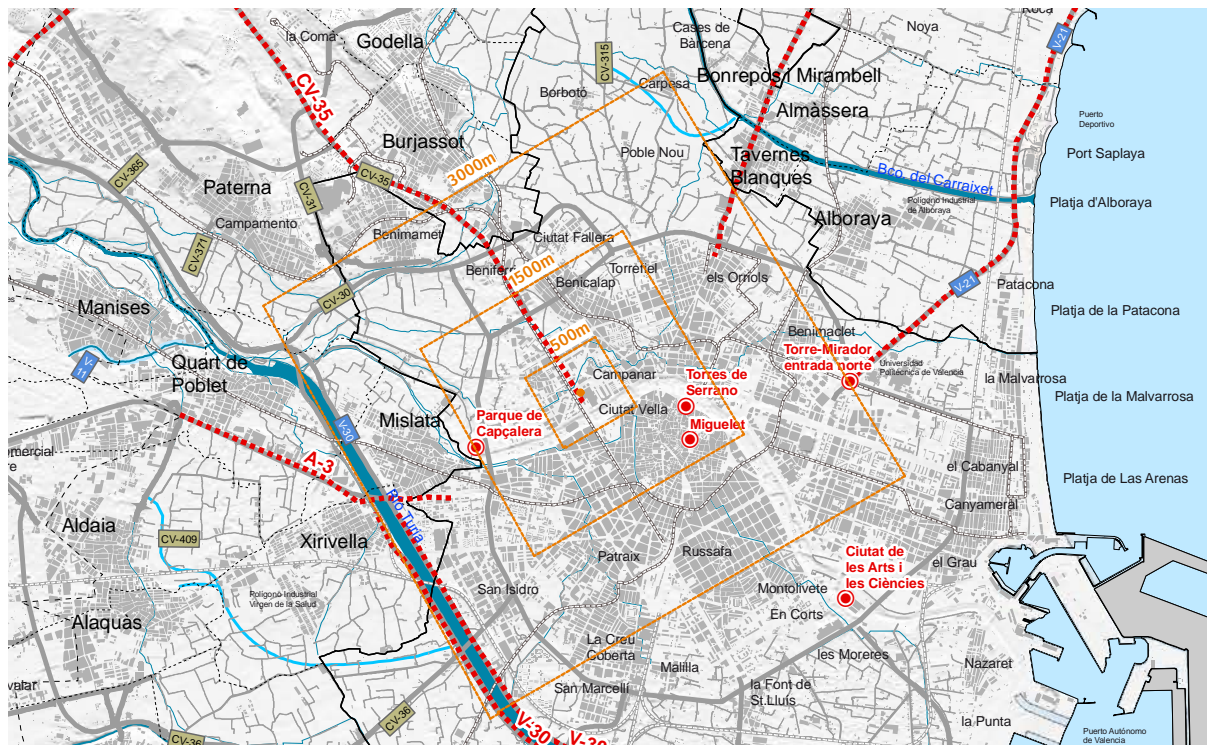 la Coma
Godella
CV-315
Cases de
Bàrcena
Noya
Roca
V-21
Bonrepòs i Mirambell
Carpesa
Borbotó
Almàssera
CV-35
Burjassot
Puerto
Deportivo
Port Saplaya
Poble Nou
Tavernes
Blanques
Bco. del Carraixet
CV-365
CV-35
3000m
Paterna
CV-31
Polígono Industrial
de Alboraya
Platja d'Alboraya
Campamento
Alboraya
Benimamet
Ciutat Fallera
CV-371
Beniferri
1500m
Torrefiel
Benicalap
els Orriols
V-21
Patacona
CV-30
Manises
Platja de la Patacona
Benimaclet
500m
Torre-Mirador
entrada norte
Universidad
Politécnica de Valencia
V-11
Quart de
Poblet
Campanar
Torres de
Serrano
la Malvarrosa
Platja de la Malvarrosa
Mislata
Parque de
Capçalera
Ciutat Vella
Miguelet
V-30
A-3
el Cabanyal
Platja de Las Arenas
Canyameral
Río Turia
Aldaia
CV-409
Xirivella
Patraix
Russafa
Ciutat de
les Arts i
les Ciències
el Grau
San Isidro
Polígono Industrial
Virgen de la Salud
Montolivete
En Corts
Alaquàs
La Creu
Coberta
Malilla
les Moreres
Nazaret
San Marcellí
la Font de
St.Lluís
CV-36
la Punta
V-30
CV-36
Puerto Autónomo
de Valencia